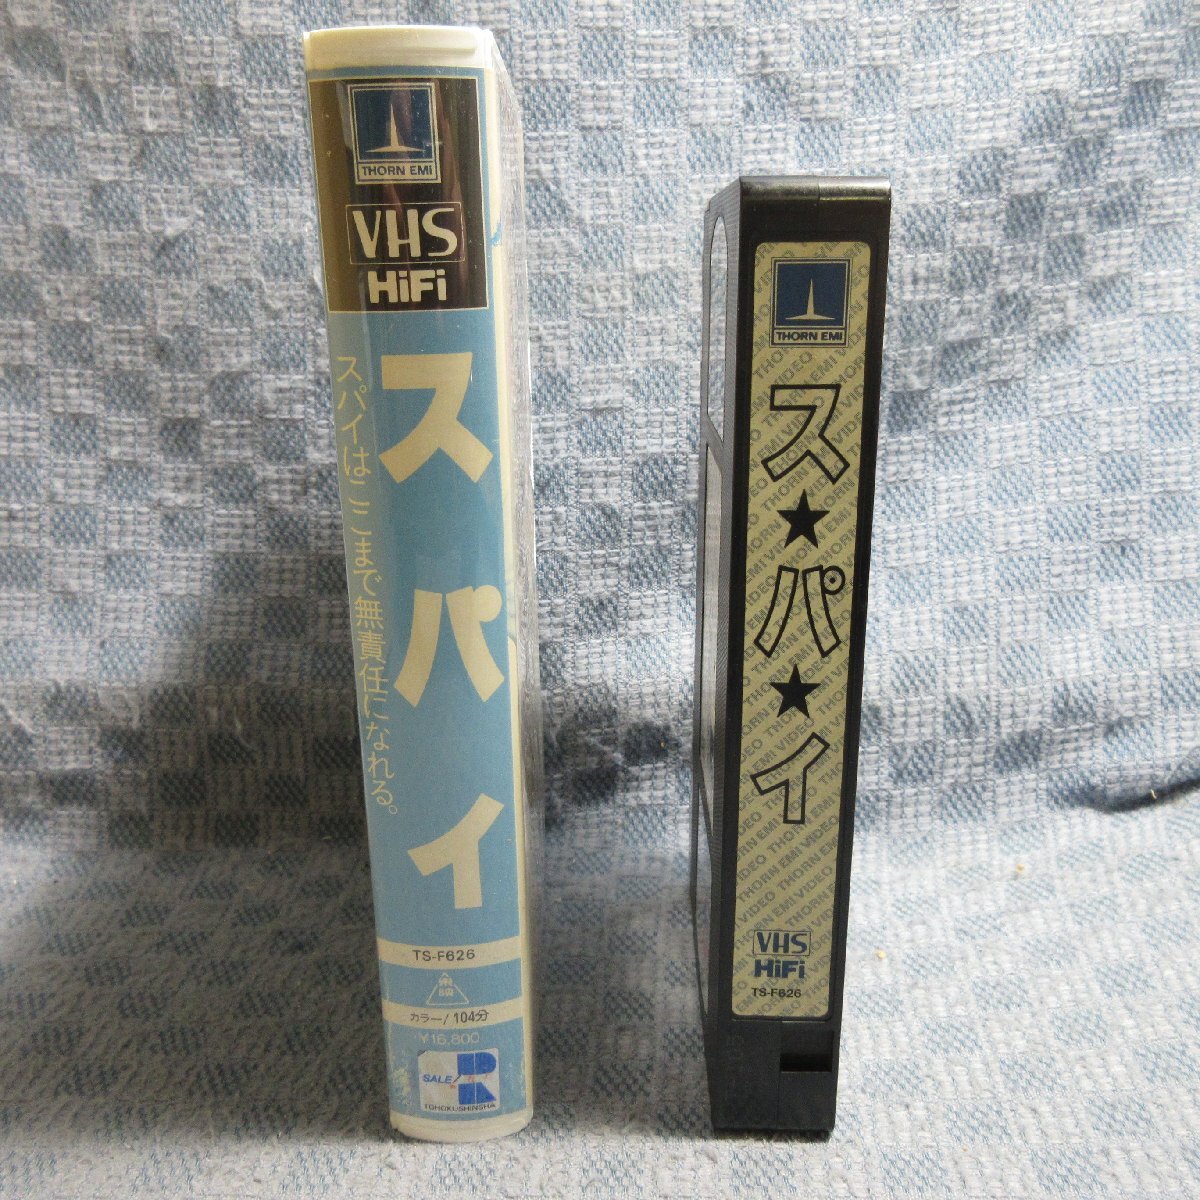 THORN EMI
VHS
HiFi
スパイ
スパイはここまで無責任になれる。
TS-F626
カラー/104分
¥16,800
SALE!
R
TOHOKUSHINSHA
THORN EMI
ス★パ★イ
VHS
HiFi
TS-F626
THORN EMI VIDEO